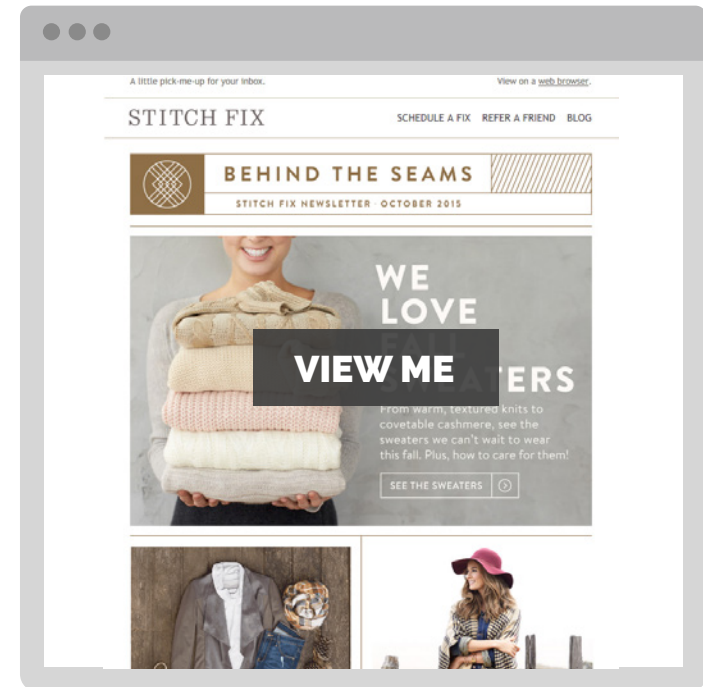 A little pick-me-up for your inbox.
View on a web browser.
STITCH FIX
SCHEDULE A FIX REFER A FRIEND BLOG
BEHIND THE SEAMS
STITCH FIX NEWSLETTER · OCTOBER 2015
WE
LOVE
FALL
SWEATERS
VIEW ME
From warm, textured knits to
covetable cashmere, see the
sweaters we can't wait to wear
this fall. Plus, how to care for them!
SEE THE SWEATERS